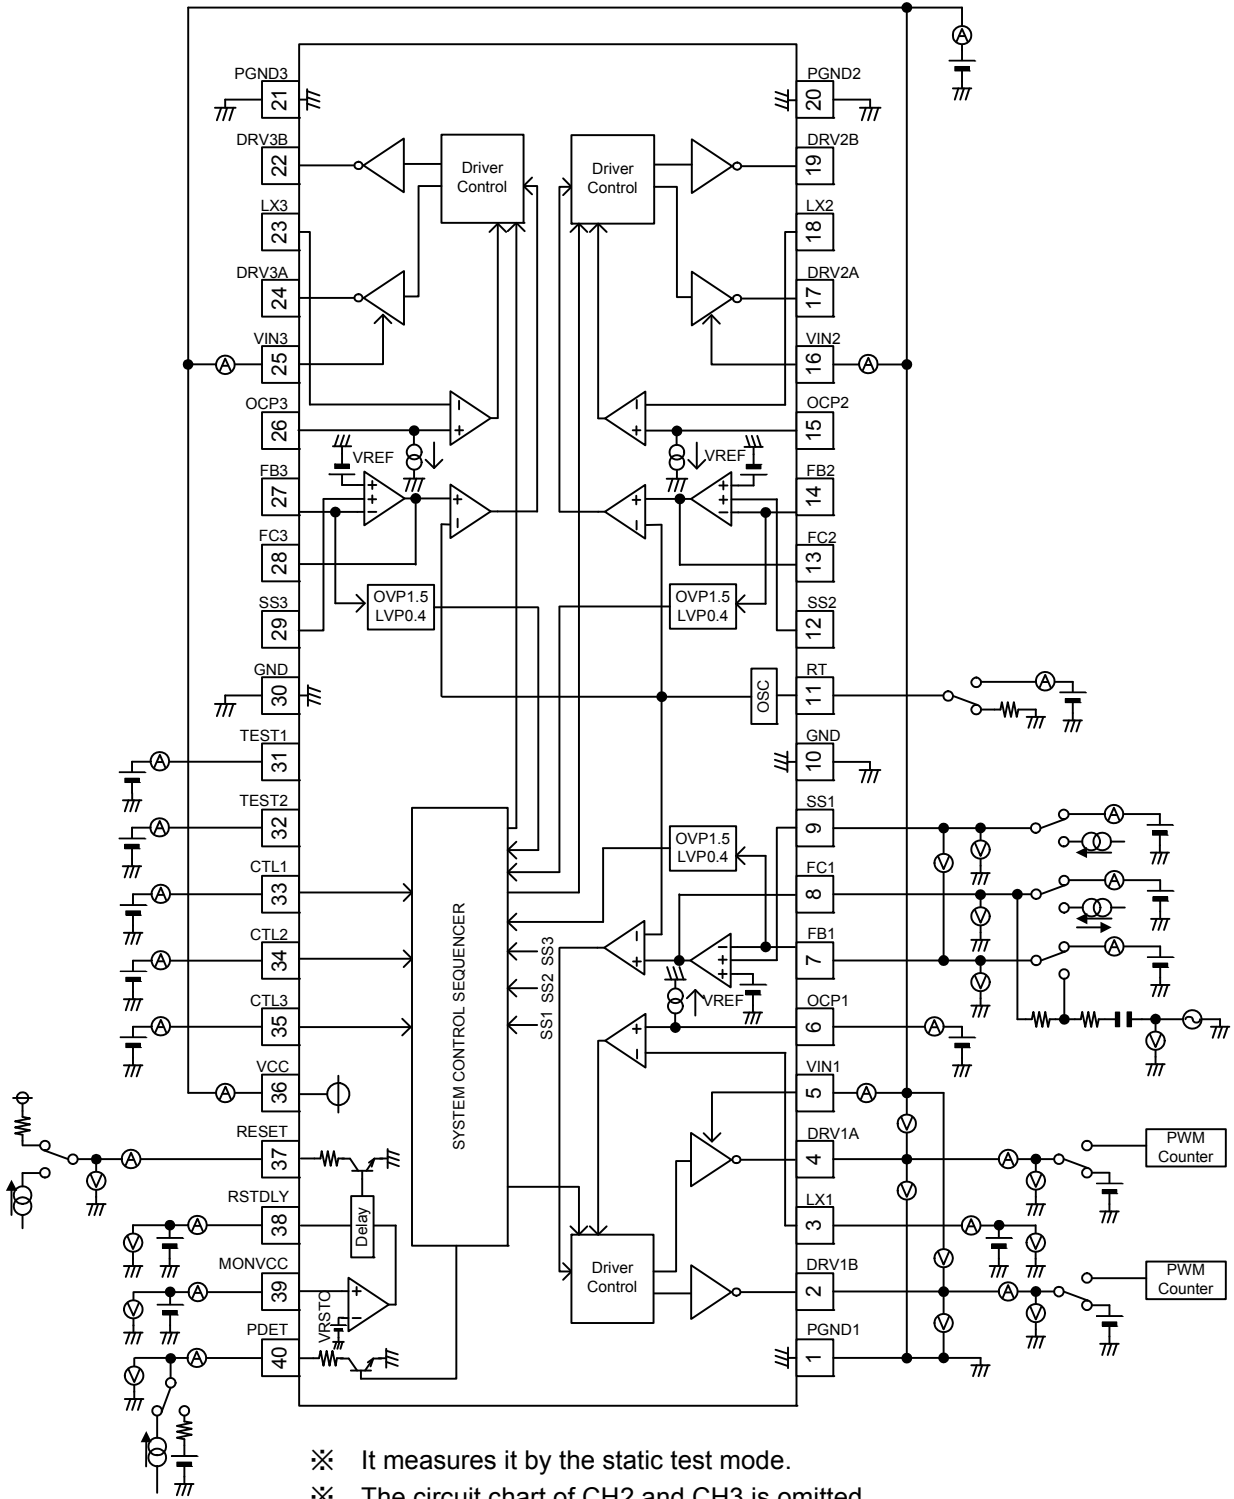 A
PGND3
21
PGND2
20
DRV3B
22
Driver
Control
Driver
Control
DRV2B
19
LX3
23
LX2
18
DRV3A
24
DRV2A
17
VIN3
A
25
VIN2
16
A
OCP3
26
- +
- +
OCP2
15
VREF
VREF
FB3
27
+ + -
+ -
+ -
+ + -
FB2
14
FC3
28
FC2
13
OVP1.5
LVP0.4
OVP1.5
LVP0.4
SS3
29
SS2
12
GND
30
OSC
RT
11
A
TEST1
A
31
GND
10
TEST2
A
32
OVP1.5
LVP0.4
SS1
9
V
V
A
CTL1
A
33
FC1
8
V
A
CTL2
A
34
SYSTEM CONTROL SEQUENCER
SS3
SS2
SS1
- +
- + +
FB1
7
V
A
VREF
CTL3
A
35
+ -
OCP1
6
A
V
VCC
A
36
VIN1
5
A
V
RESET
A
37
V
DRV1A
4
A
V
PWM
Counter
V
RSTDLY
V
A
38
Delay
LX1
3
A
V
MONVCC
V
A
39
+ -
VRSTO
Driver
Control
DRV1B
2
V
A
V
PWM
Counter
V
PDET
V
A
40
PGND1
1
※ It measures it by the static test mode.
※ The circuit chart of CH2 and CH3 is omitted